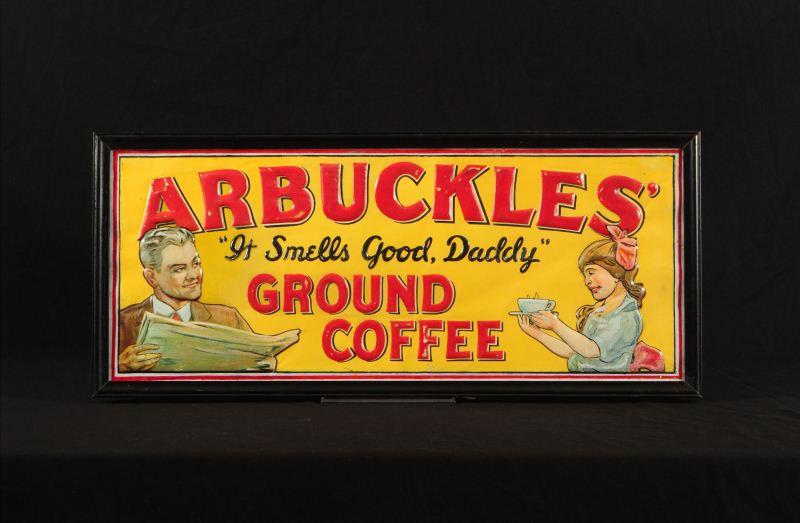 ARBUCKLES'
"It Smells Good, Daddy"
GROUND
COFFEE